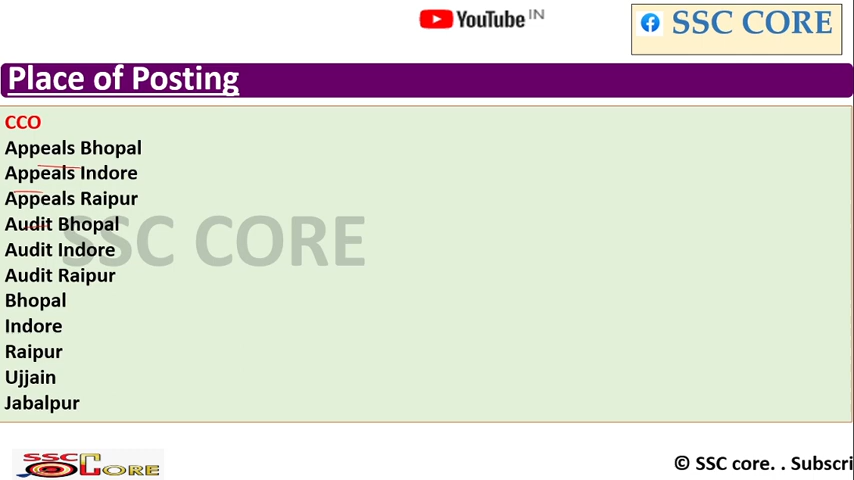 YouTube IN
SSC CORE
Place of Posting
CCO
Appeals Bhopal
Appeals Indore
Appeals Raipur
Audit Bhopal
Audit Indore
Audit Raipur
Bhopal
Indore
Raipur
Ujjain
Jabalpur
SSC CORE
SSC
CORE
© SSC core. . Subscri